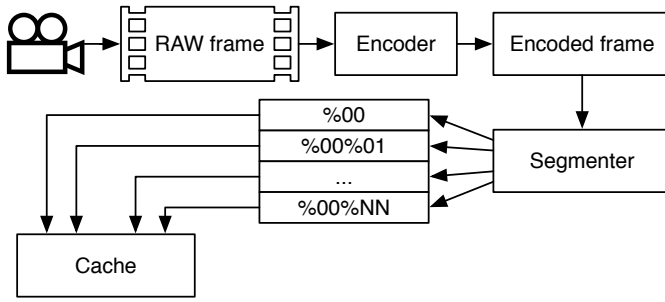 RAW frame
Encoder
Encoded frame
%00
%00%01
...
%00%NN
Segmenter
Cache